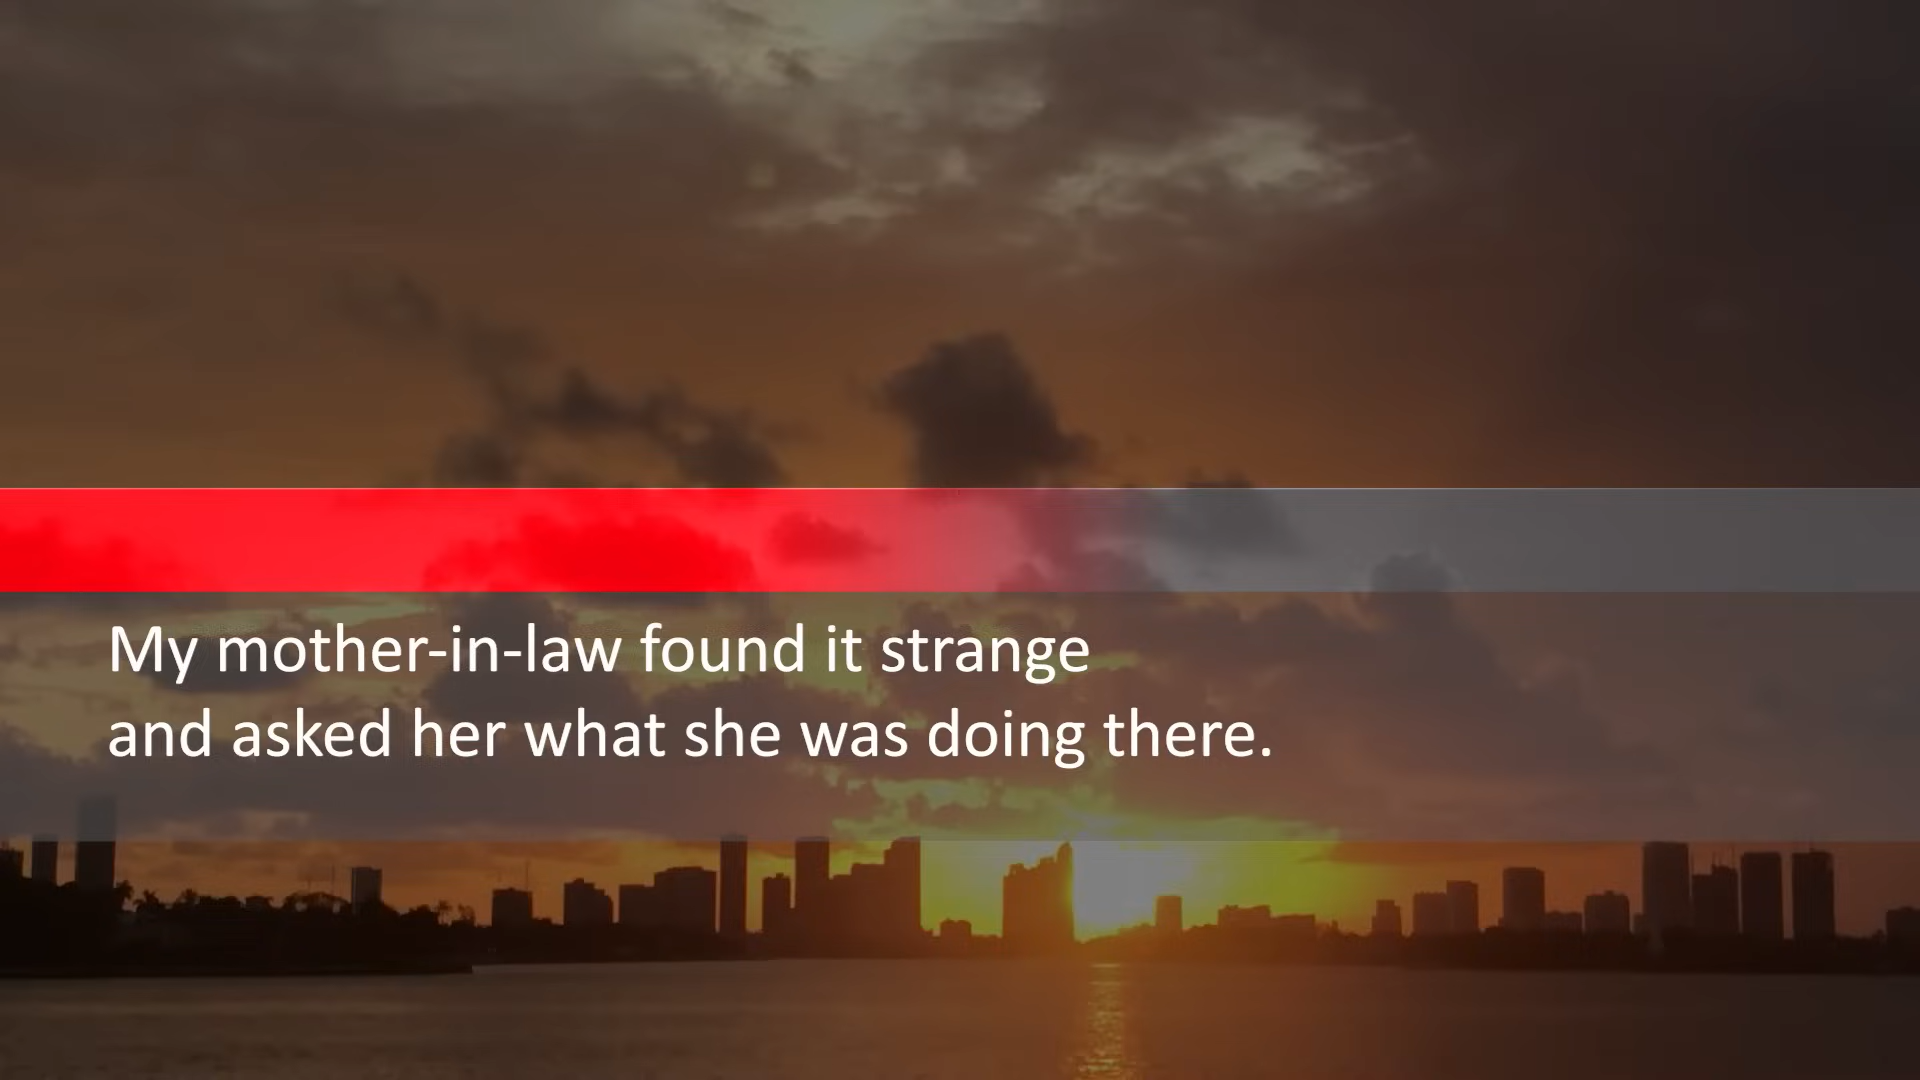 My mother-in-law found it strange
and asked her what she was doing there.